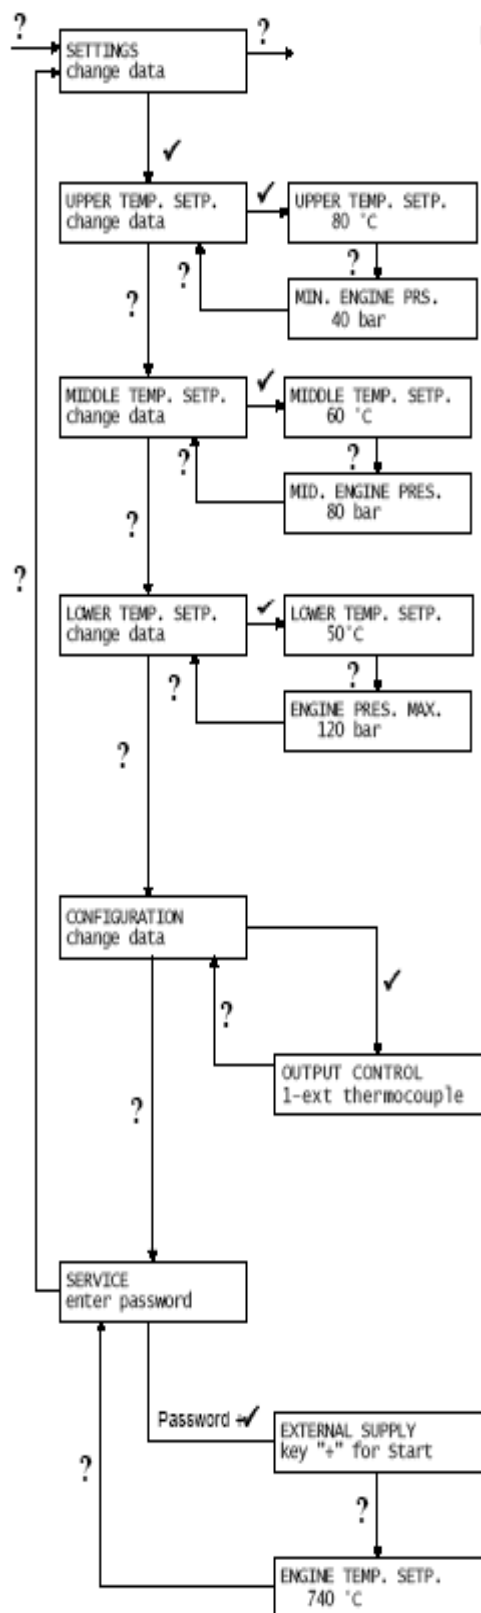 ?
?
SETTINGS
change data
✓
UPPER TEMP. SETP.
change data
✓
UPPER TEMP. SETP.
80 °C
?
?
MIN. ENGINE PRS.
40 bar
?
MIDDLE TEMP. SETP.
change data
✓
MIDDLE TEMP. SETP.
60 °C
?
?
MID. ENGINE PRES.
80 bar
?
?
LOWER TEMP. SETP.
change data
✓
LOWER TEMP. SETP.
50°C
?
?
ENGINE PRES. MAX.
120 bar
?
CONFIGURATION
change data
✓
?
OUTPUT CONTROL
1-ext thermocouple
?
SERVICE
enter password
Password +✓
EXTERNAL SUPPLY
key "+" for Start
?
?
ENGINE TEMP. SETP.
740 °C